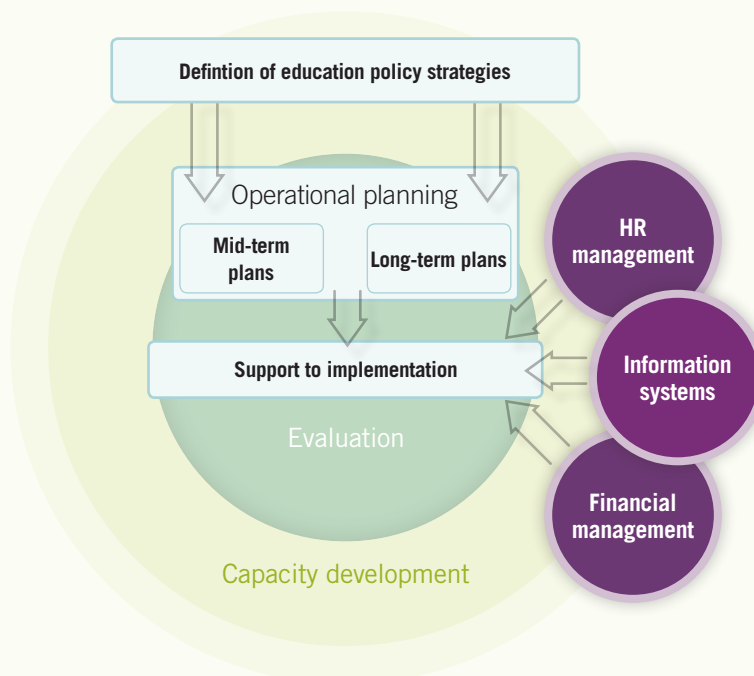 Defintion of education policy strategies
Operational planning
Mid-term
plans
Long-term plans
HR
management
Support to implementation
Information
systems
Evaluation
Financial
management
Capacity development